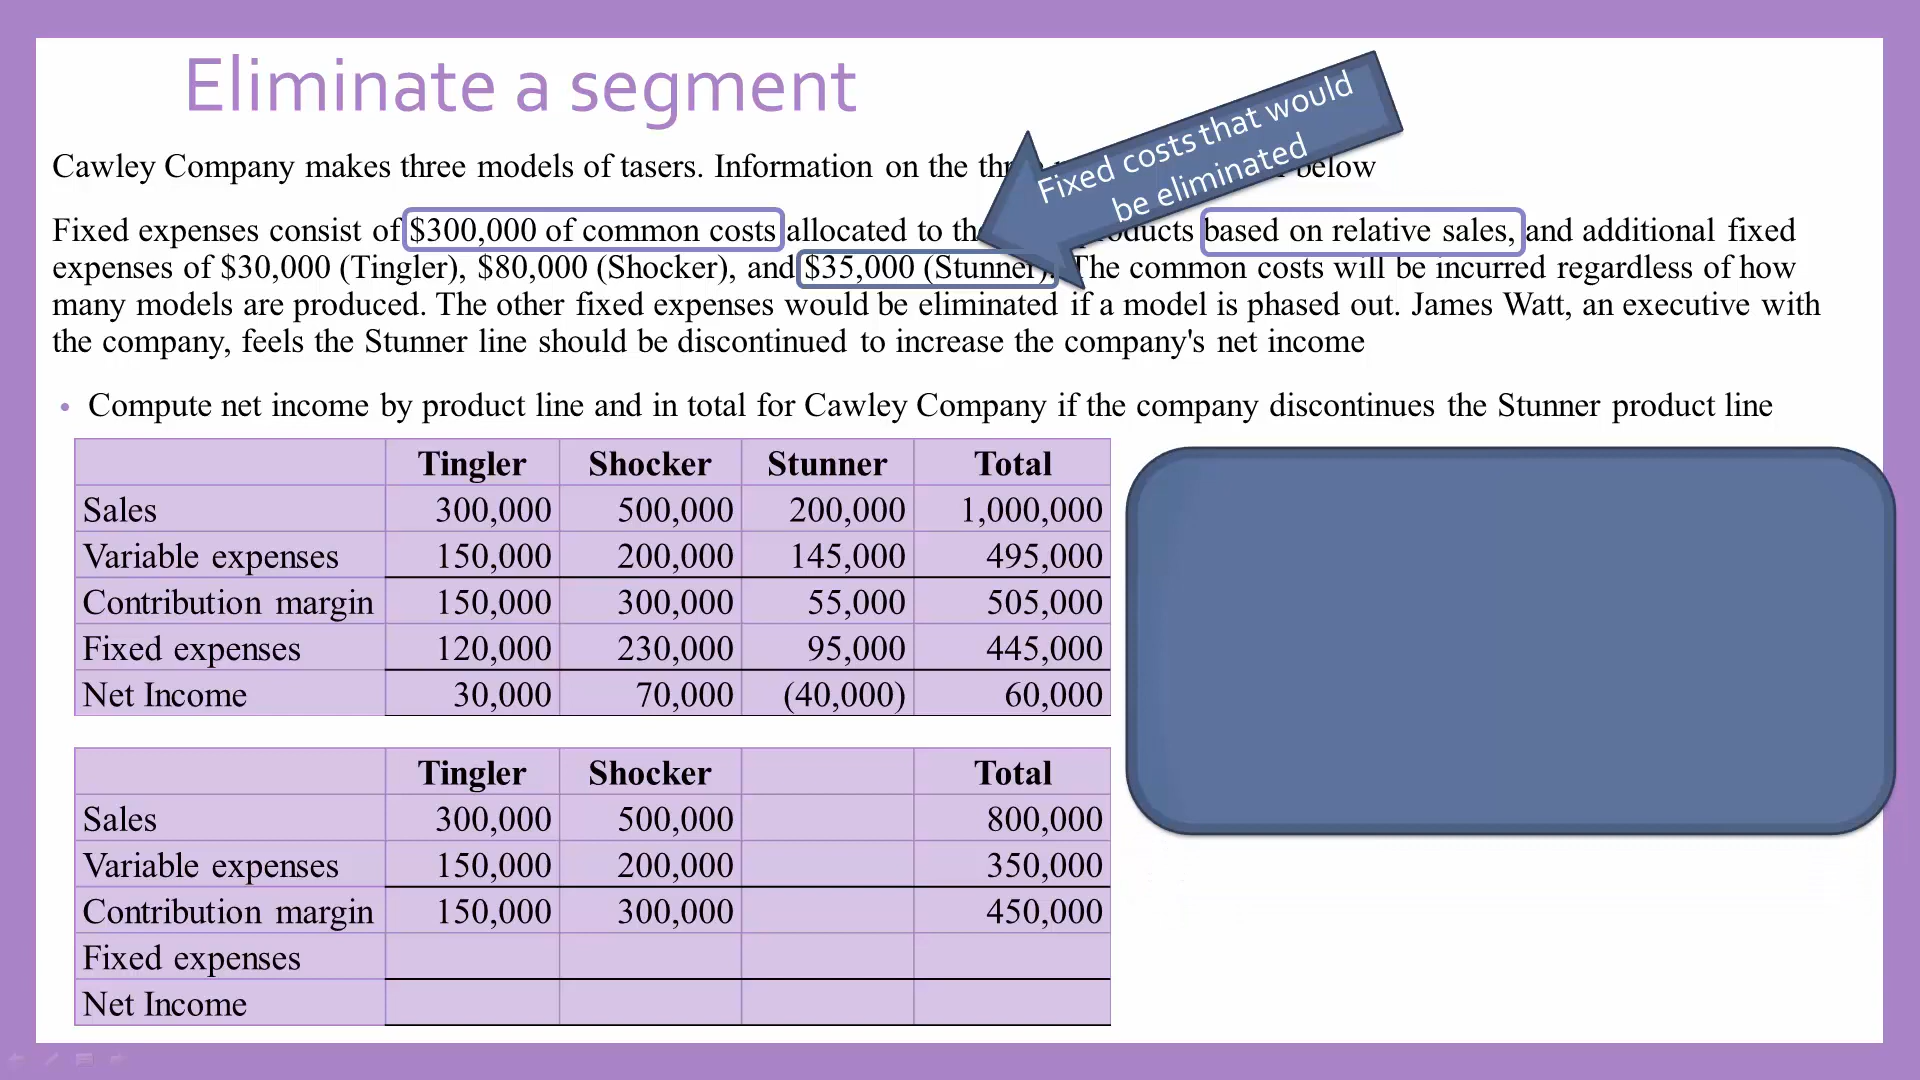 Eliminate a segment
Fixed costs that would
be eliminated
Cawley Company makes three models of tasers. Information on the below
Fixed expenses consist of $300,000 of common costs allocated to based on relative sales, and additional fixed
expenses of $30,000 (Tingler), $80,000 (Shocker), and $35,000 (Stunner). The common costs will be incurred regardless of how
many models are produced. The other fixed expenses would be eliminated if a model is phased out. James Watt, an executive with
the company, feels the Stunner line should be discontinued to increase the company's net income
• Compute net income by product line and in total for Cawley Company if the company discontinues the Stunner product line
Tingler Shocker Stunner Total
Sales 300,000 500,000 200,000 1,000,000
Variable expenses 150,000 200,000 145,000 495,000
Contribution margin 150,000 300,000 55,000 505,000
Fixed expenses 120,000 230,000 95,000 445,000
Net Income 30,000 70,000 (40,000) 60,000
Tingler Shocker Total
Sales 300,000 500,000 800,000
Variable expenses 150,000 200,000 350,000
Contribution margin 150,000 300,000 450,000
Fixed expenses
Net Income